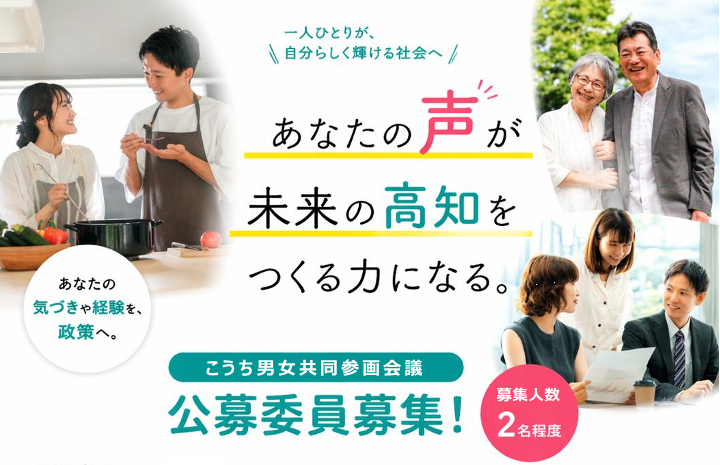 一人ひとりが、
自分らしく輝ける社会へ
あなたの声が
未来の高知を
つくる力になる。
あなたの
気づきや経験を、
政策へ。
こうち男女共同参画会議
公募委員募集！
募集人数
2名程度